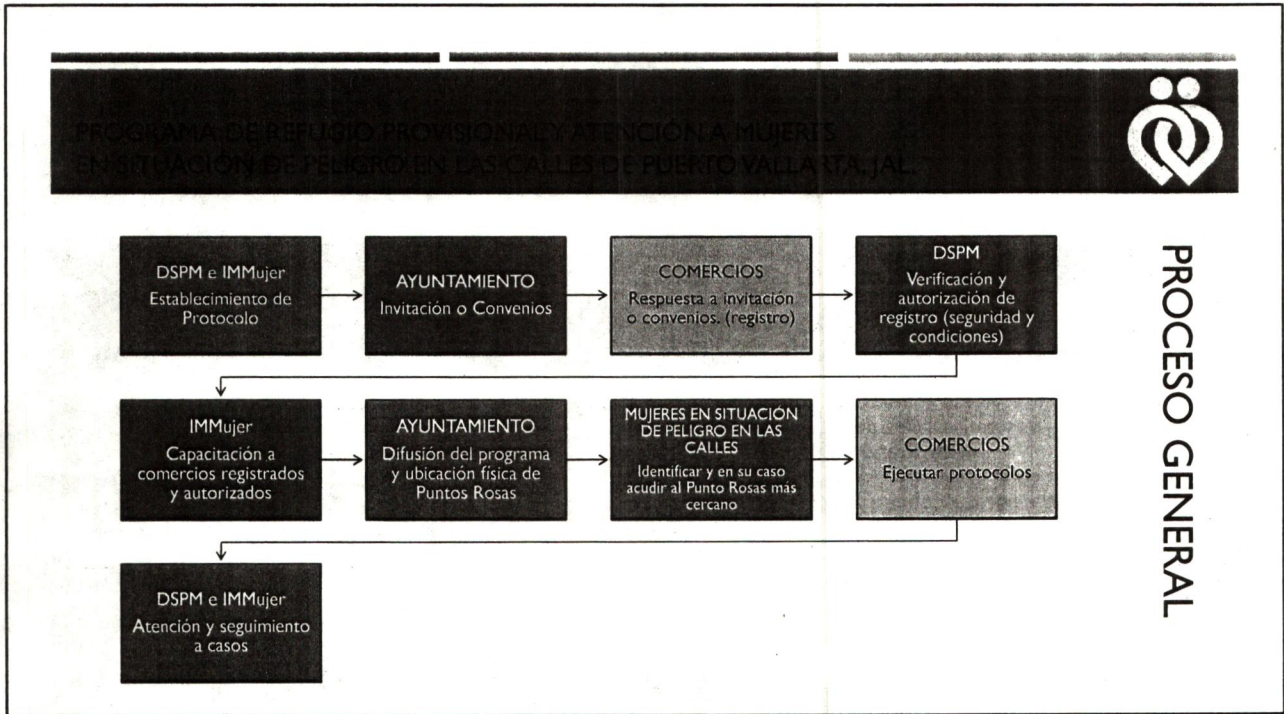 PROGRAMA DE REFUGIO PROVISIONAL Y ATENCIÓN A MUJERES
EN SITUACIÓN DE PELIGRO EN LAS CALLES DE PUERTO VALLARTA, JAL.
PROCESO GENERAL
DSPM e IMMujer
Establecimiento de
Protocolo
AYUNTAMIENTO
Invitación o Convenios
COMERCIOS
Respuesta a invitación
o convenios. (registro)
DSPM
Verificación y
autorización de
registro (seguridad y
condiciones)
IMMujer
Capacitación a
comercios registrados
y autorizados
AYUNTAMIENTO
Difusión del programa
y ubicación física de
Puntos Rosas
MUJERES EN SITUACIÓN
DE PELIGRO EN LAS
CALLES
Identificar y en su caso
acudir al Punto Rosas más
cercano
COMERCIOS
Ejecutar protocolos
DSPM e IMMujer
Atención y seguimiento
a casos